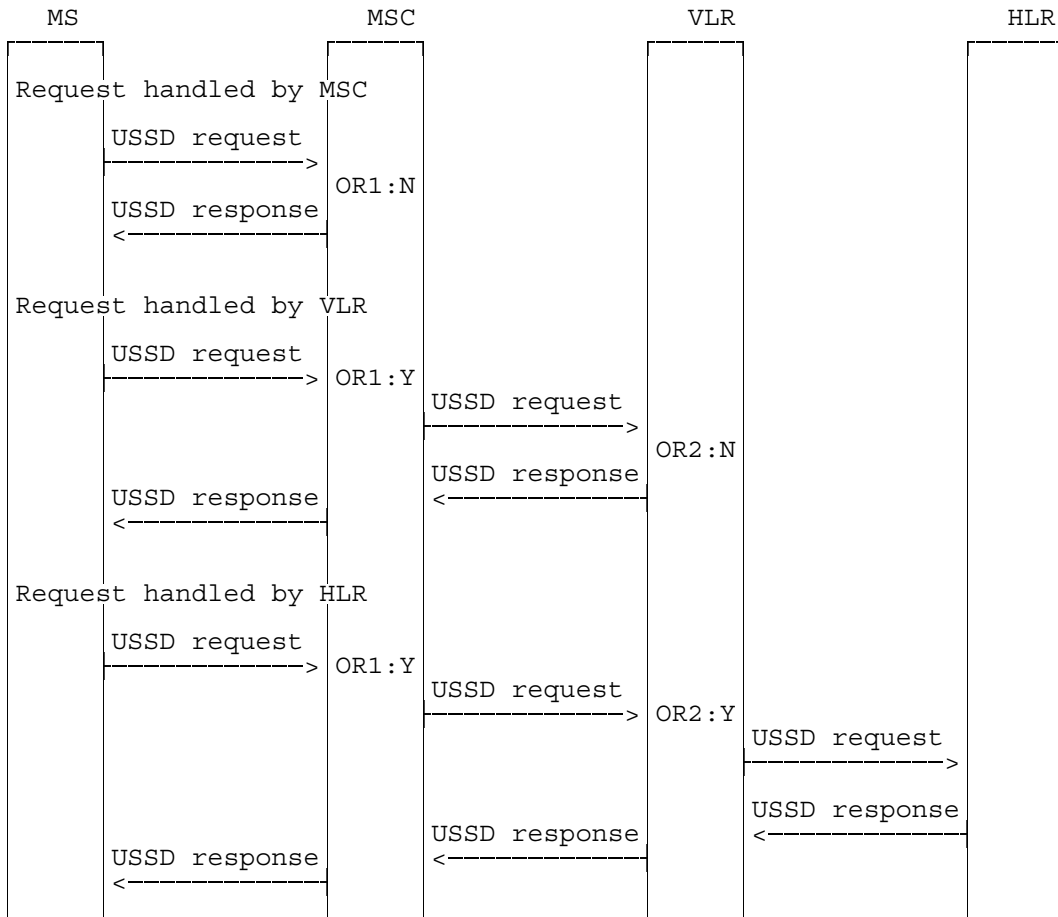 MS MSC VLR HLR
Request handled by MSC
USSD request
OR1:N
USSD response
Request handled by VLR
USSD request
OR1:Y
USSD request
OR2:N
USSD response
USSD response
Request handled by HLR
USSD request
OR1:Y
USSD request
OR2:Y
USSD request
USSD response
USSD response
USSD response